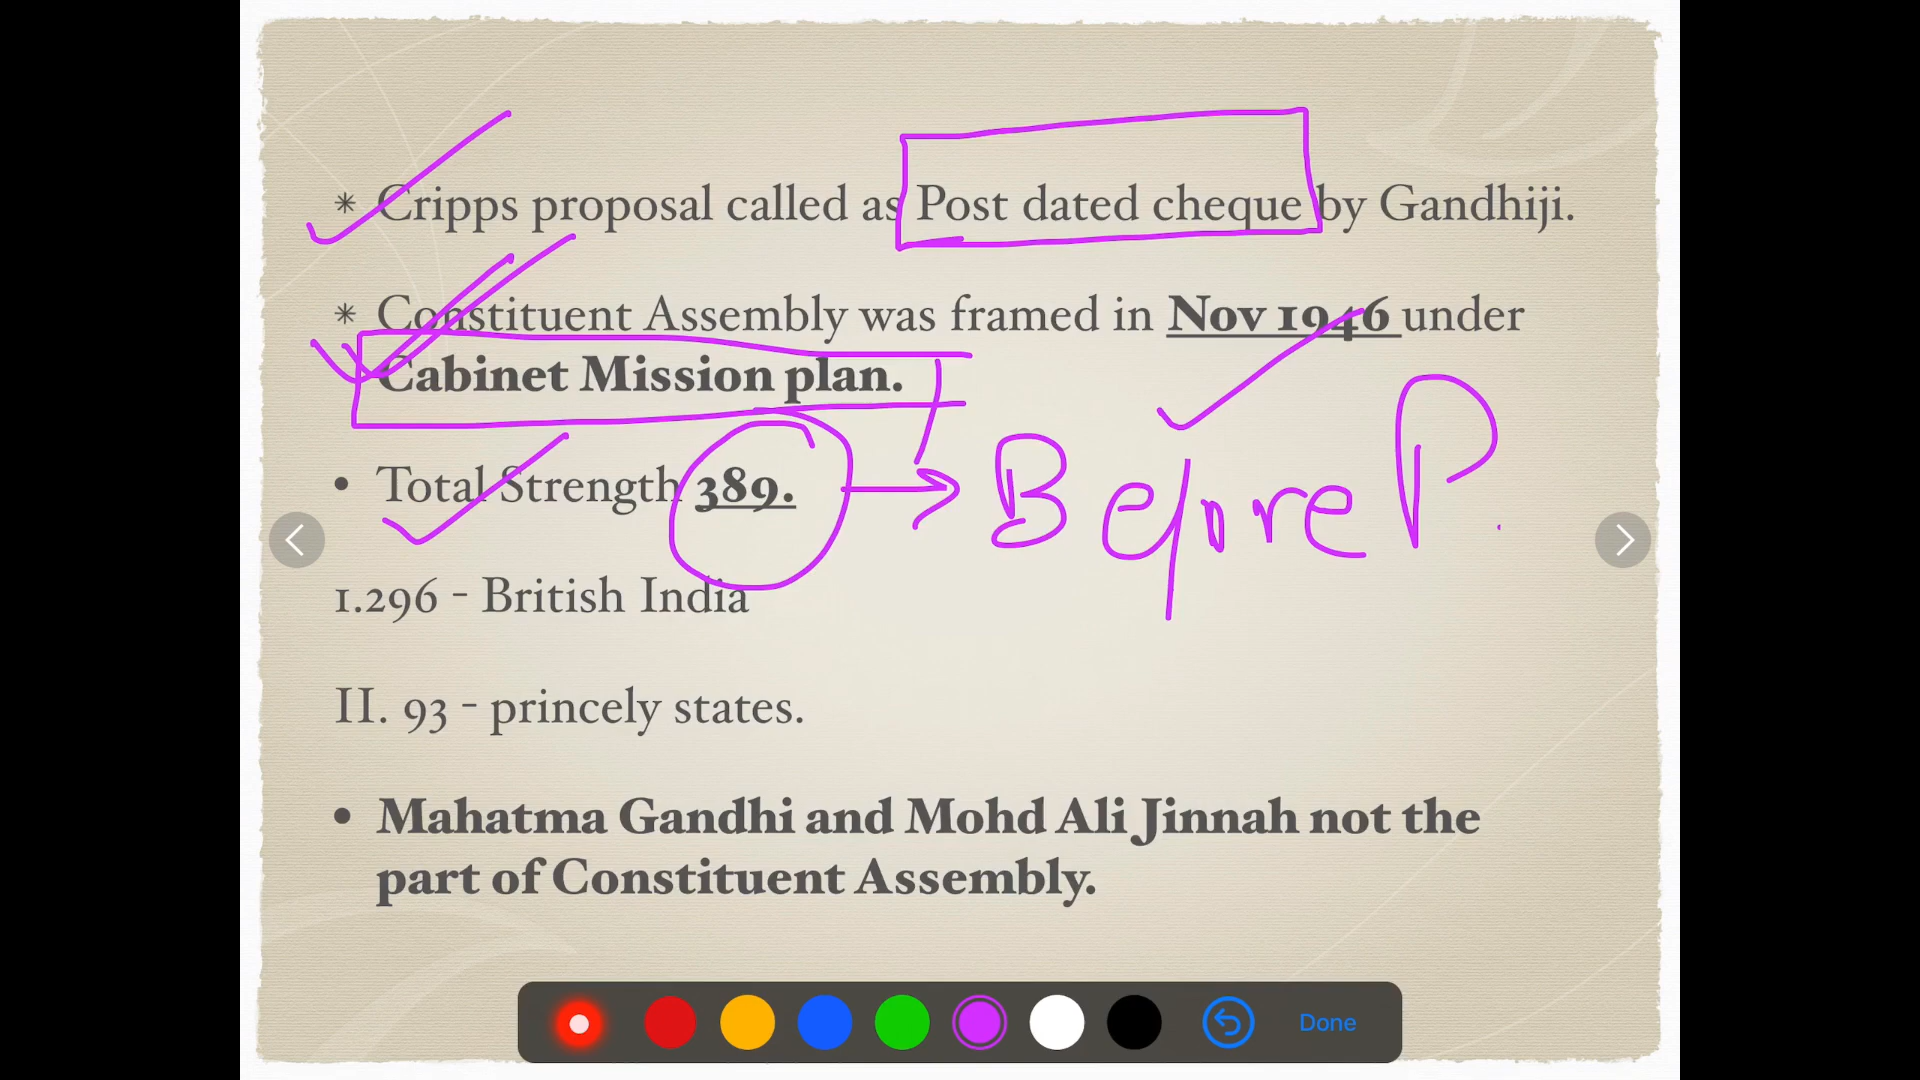 * Cripps proposal called as Post dated cheque by Gandhiji.
* Constituent Assembly was framed in Nov 1946 under
Cabinet Mission plan.
• Total Strength 389. → Before P
1.296 - British India
II. 93 - princely states.
• Mahatma Gandhi and Mohd Ali Jinnah not the
part of Constituent Assembly.
Done